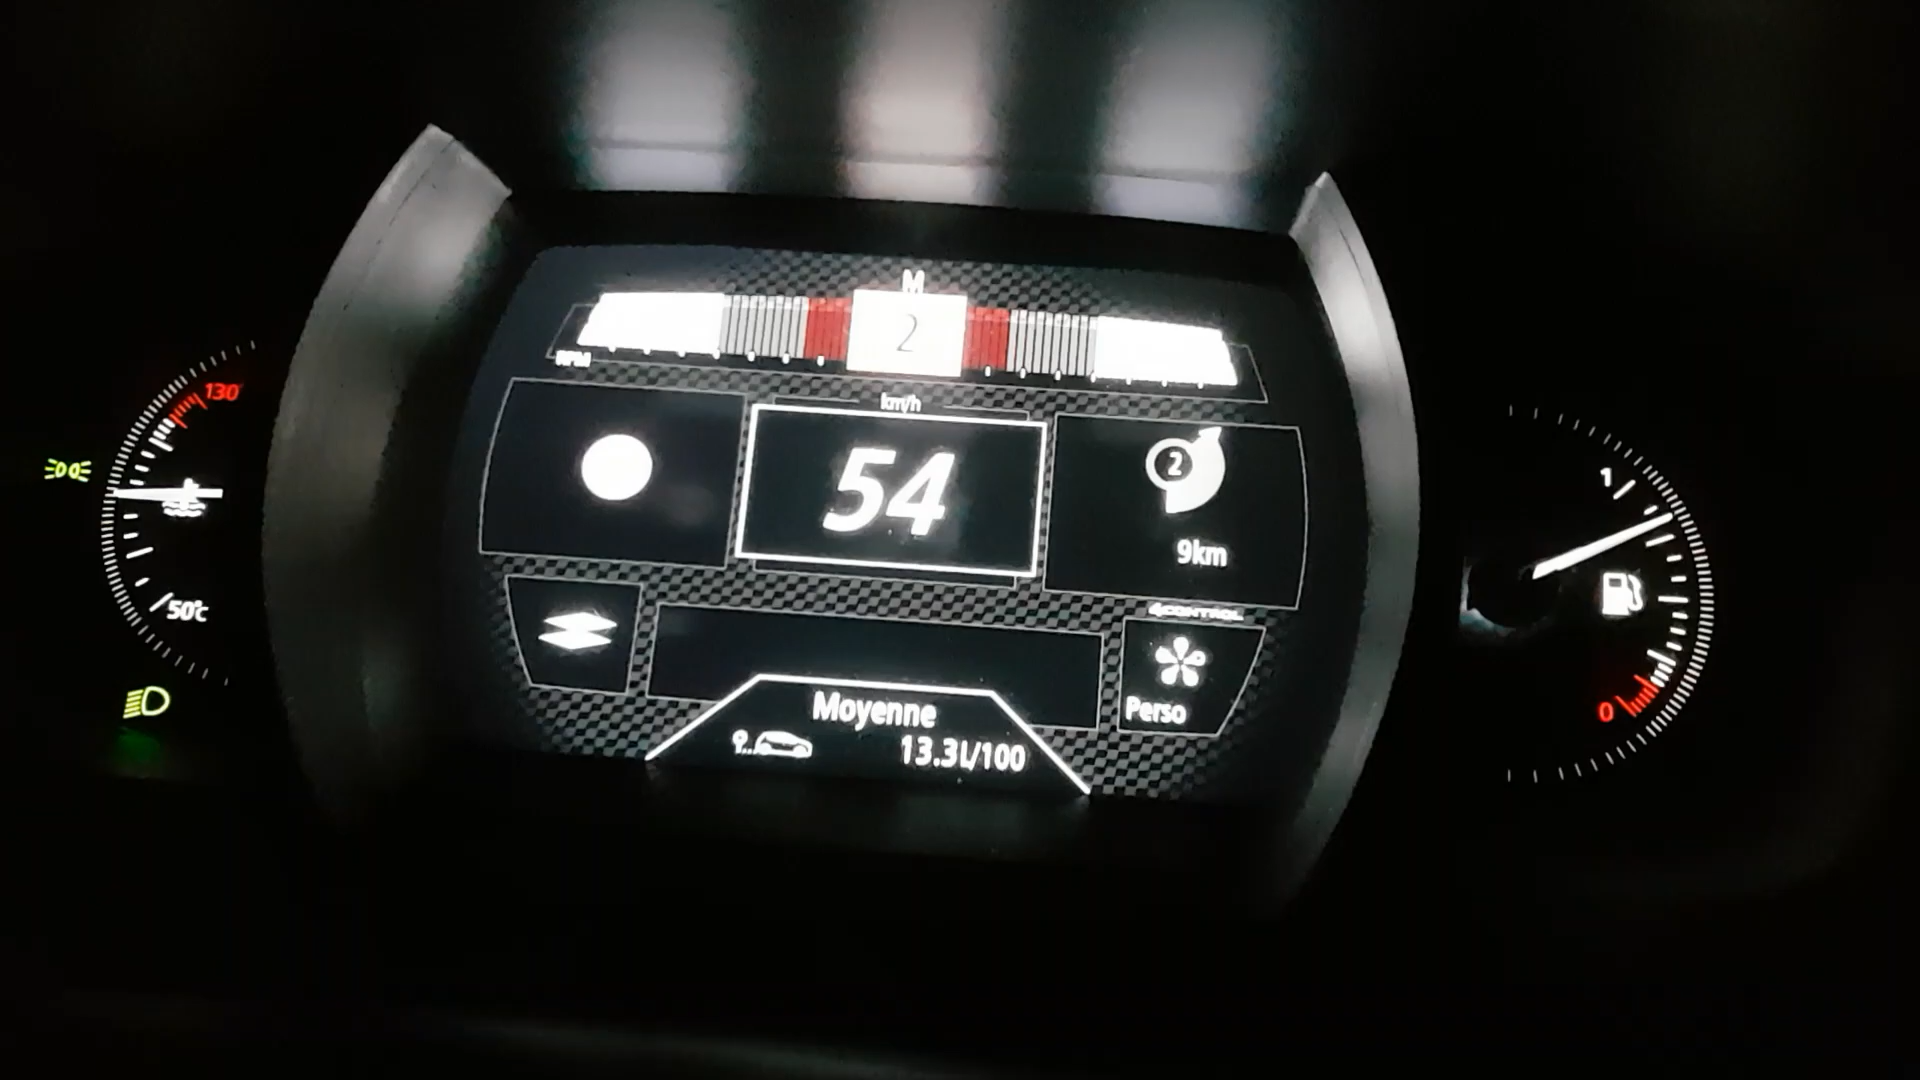 M
2
RPM
km/h
130
54
2
1
9km
50°c
4CONTROL
Perso
0
Moyenne
13.3L/100